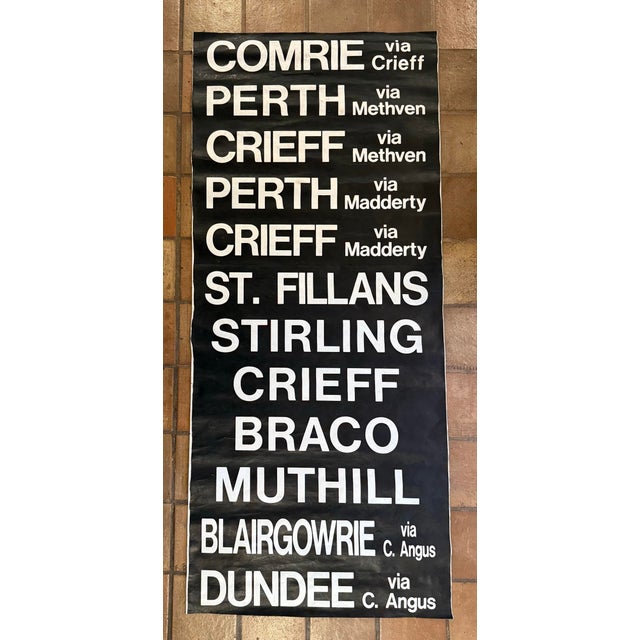 COMRIE via Crieff
PERTH via Methven
CRIEFF via Methven
PERTH via Madderty
CRIEFF via Madderty
ST. FILLANS
STIRLING
CRIEFF
BRACO
MUTHILL
BLAIRGOWRIE via C. Angus
DUNDEE via C. Angus